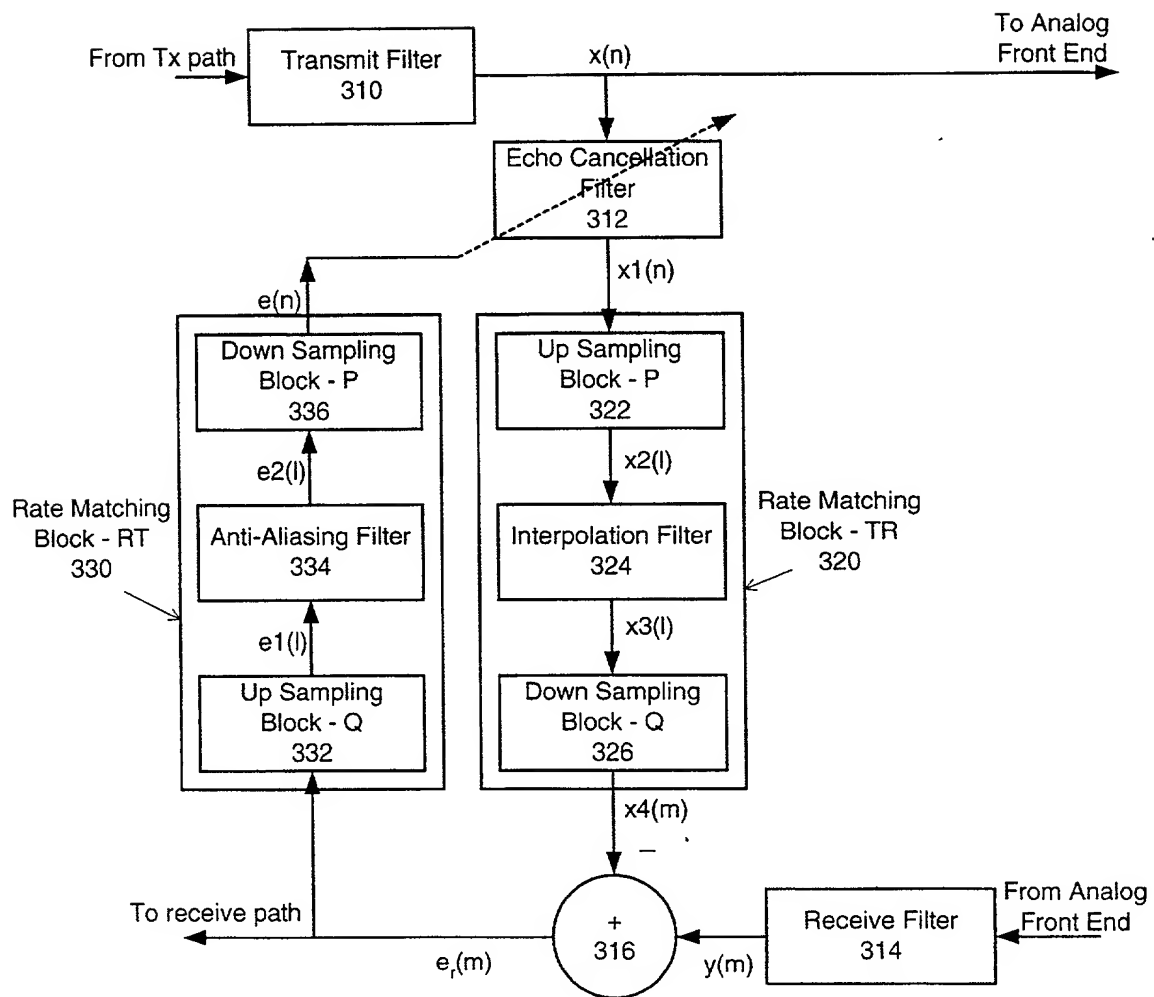 To Analog
Front End
From Tx path
Transmit Filter
310
x(n)
Echo Cancellation
Filter
312
x1(n)
e(n)
Down Sampling
Block - P
336
Up Sampling
Block - P
322
e2(l)
x2(l)
Rate Matching
Block - RT
330
Anti-Aliasing Filter
334
Interpolation Filter
324
Rate Matching
Block - TR
320
e1(l)
x3(l)
Up Sampling
Block - Q
332
Down Sampling
Block - Q
326
x4(m)
–
To receive path
+
316
Receive Filter
314
From Analog
Front End
er(m)
y(m)